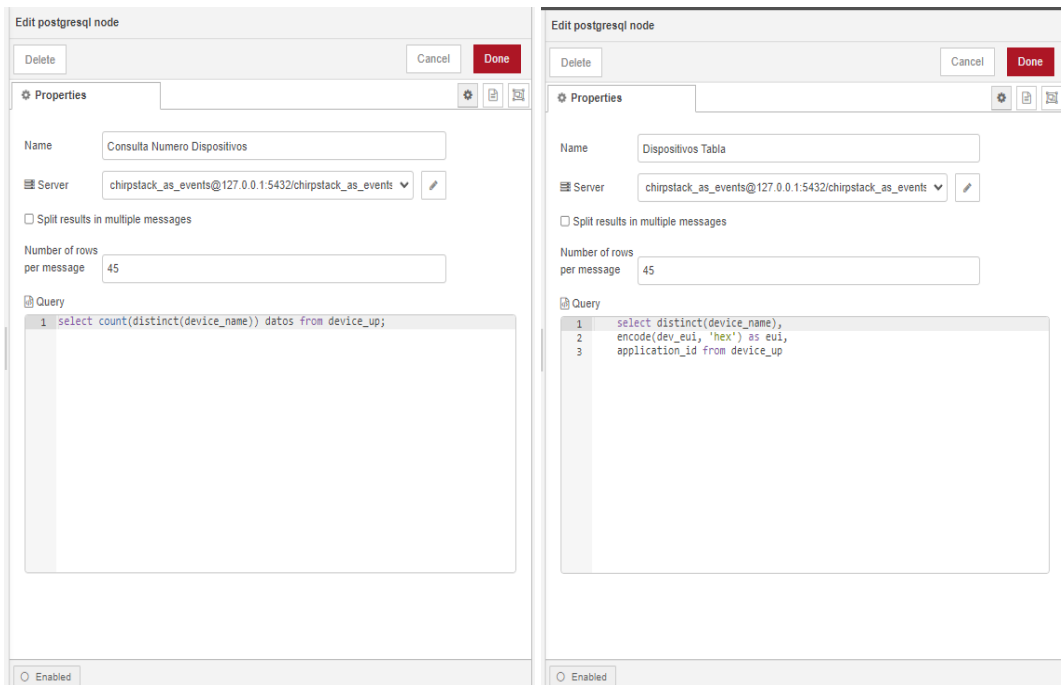 Edit postgresql node
Delete
Cancel
Done
Properties
Name
Consulta Numero Dispositivos
Server
chirpstack_as_events@127.0.0.1:5432/chirpstack_as_events
Split results in multiple messages
Number of rows
per message
45
Query
1 select count(distinct(device_name)) datos from device_up;
Enabled
Edit postgresql node
Delete
Cancel
Done
Properties
Name
Dispositivos Tabla
Server
chirpstack_as_events@127.0.0.1:5432/chirpstack_as_events
Split results in multiple messages
Number of rows
per message
45
Query
1 select distinct(device_name),
2 encode(dev_eui, 'hex') as eui,
3 application_id from device_up
Enabled